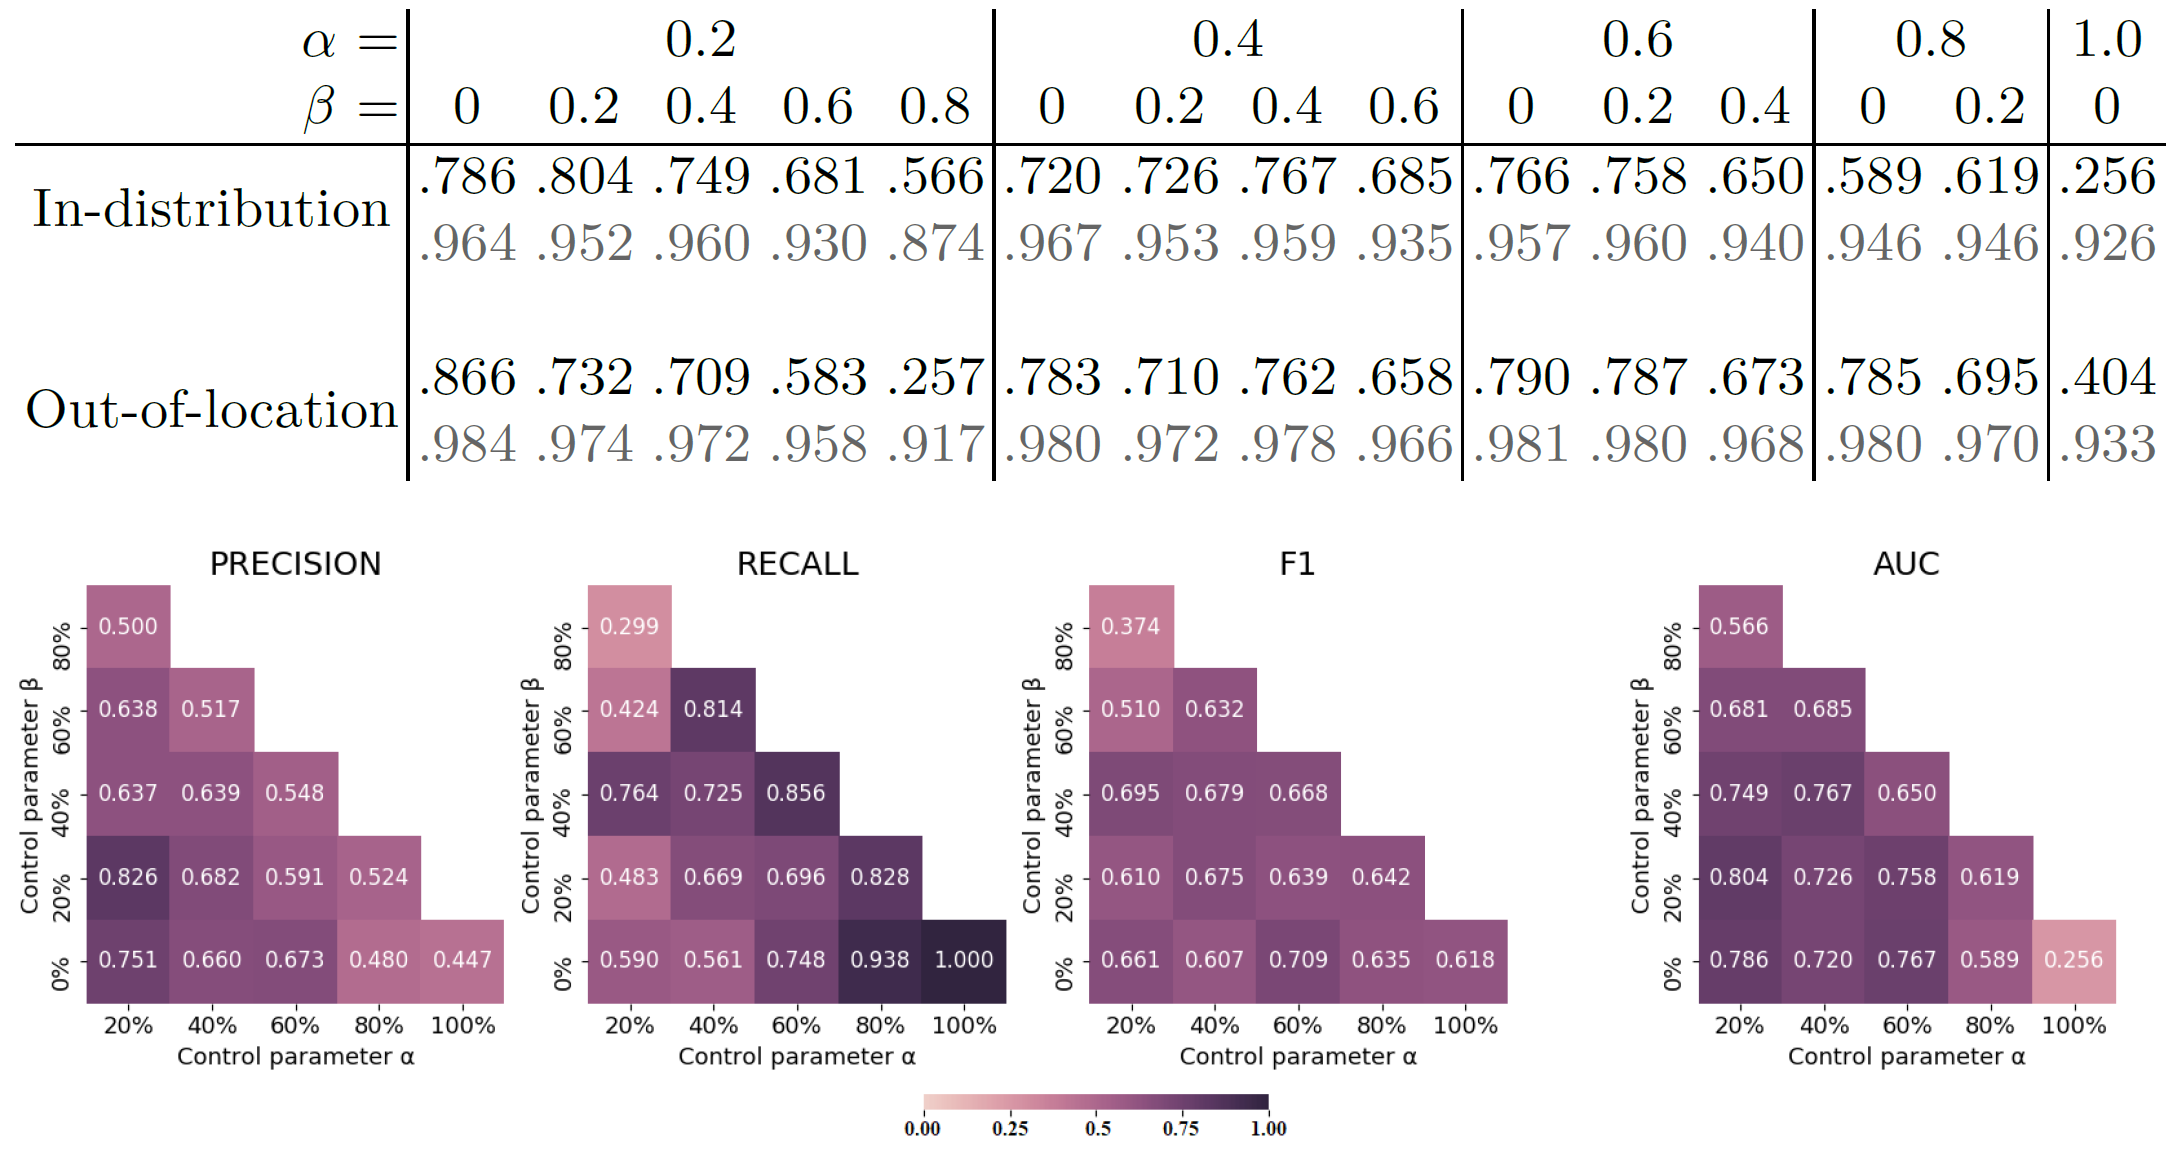 α = 0.2 0.4 0.6 0.8 1.0
β = 0 0.2 0.4 0.6 0.8 0 0.2 0.4 0.6 0 0.2 0.4 0 0.2 0
In-distribution
.786 .804 .749 .681 .566 .720 .726 .767 .685 .766 .758 .650 .589 .619 .256
.964 .952 .960 .930 .874 .967 .953 .959 .935 .957 .960 .940 .946 .946 .926
Out-of-location
.866 .732 .709 .583 .257 .783 .710 .762 .658 .790 .787 .673 .785 .695 .404
.984 .974 .972 .958 .917 .980 .972 .978 .966 .981 .980 .968 .980 .970 .933
PRECISION
Control parameter β
80% 0.500
60% 0.638 0.517
40% 0.637 0.639 0.548
20% 0.826 0.682 0.591 0.524
0% 0.751 0.660 0.673 0.480 0.447
20% 40% 60% 80% 100%
Control parameter α
RECALL
Control parameter β
80% 0.299
60% 0.424 0.814
40% 0.764 0.725 0.856
20% 0.483 0.669 0.696 0.828
0% 0.590 0.561 0.748 0.938 1.000
20% 40% 60% 80% 100%
Control parameter α
F1
Control parameter β
80% 0.374
60% 0.510 0.632
40% 0.695 0.679 0.668
20% 0.610 0.675 0.639 0.642
0% 0.661 0.607 0.709 0.635 0.618
20% 40% 60% 80% 100%
Control parameter α
AUC
Control parameter β
80% 0.566
60% 0.681 0.685
40% 0.749 0.767 0.650
20% 0.804 0.726 0.758 0.619
0% 0.786 0.720 0.767 0.589 0.256
20% 40% 60% 80% 100%
Control parameter α
0.00 0.25 0.5 0.75 1.00